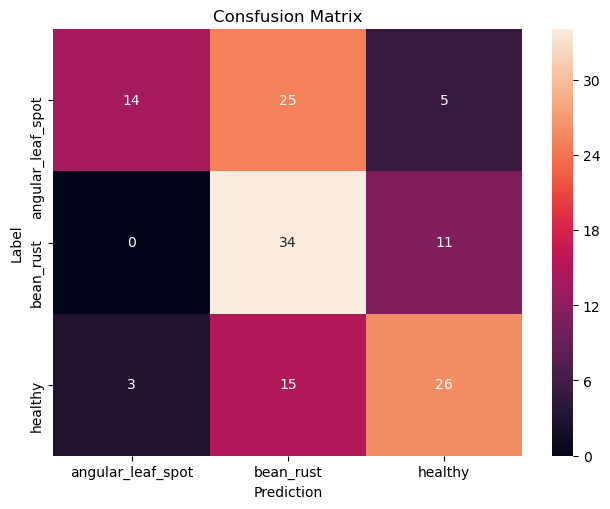 Consfusion Matrix
Label
angular_leaf_spot
14 25 5
bean_rust
0 34 11
healthy
3 15 26
angular_leaf_spot bean_rust healthy
Prediction
30
24
18
12
6
0